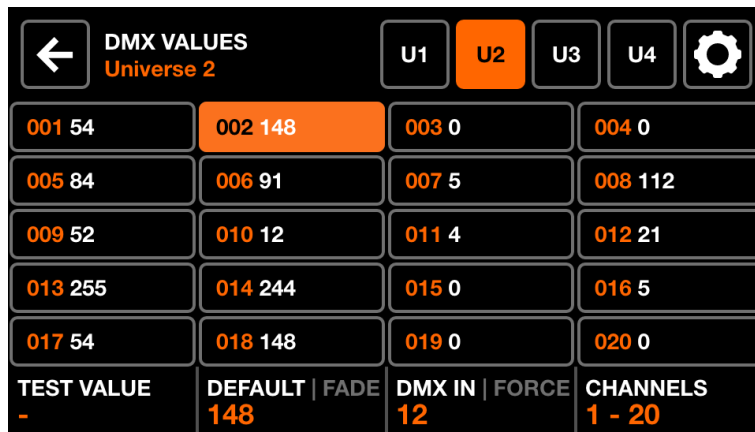 DMX VALUES
Universe 2
U1 U2 U3 U4
001 54 002 148 003 0 004 0
005 84 006 91 007 5 008 112
009 52 010 12 011 4 012 21
013 255 014 244 015 0 016 5
017 54 018 148 019 0 020 0
TEST VALUE DEFAULT | FADE DMX IN | FORCE CHANNELS
- 148 12 1 - 20